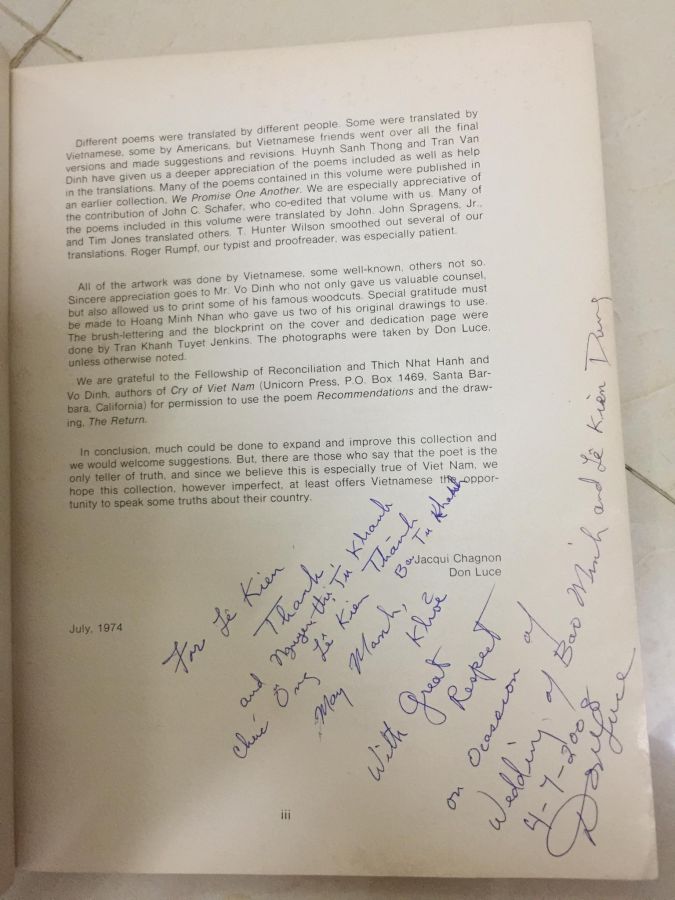 Different poems were translated by different people. Some were translated by
Vietnamese, some by Americans, but Vietnamese friends went over all the final
versions and made suggestions and revisions. Huynh Sanh Thong and Tran Van
Dinh have given us a deeper appreciation of the poems included as well as help
in the translations. Many of the poems contained in this volume were published in
an earlier collection, We Promise One Another. We are especially appreciative of
the contribution of John C. Schafer, who co-edited that volume with us. Many of
the poems included in this volume were translated by John. John Spragens, Jr.,
and Tim Jones translated others. T. Hunter Wilson smoothed out several of our
translations. Roger Rumpf, our typist and proofreader, was especially patient.
All of the artwork was done by Vietnamese, some well-known, others not so.
Sincere appreciation goes to Mr. Vo Dinh who not only gave us valuable counsel,
but also allowed us to print some of his famous woodcuts. Special gratitude must
be made to Hoang Minh Nhan who gave us two of his original drawings to use.
The brush-lettering and the blockprint on the cover and dedication page were
done by Tran Khanh Tuyet Jenkins. The photographs were taken by Don Luce,
unless otherwise noted.
We are grateful to the Fellowship of Reconciliation and Thich Nhat Hanh and
Vo Dinh, authors of Cry of Viet Nam (Unicorn Press, P.O. Box 1469, Santa Bar-
bara, California) for permission to use the poem Recommendations and the draw-
ing, The Return.
In conclusion, much could be done to expand and improve this collection and
we would welcome suggestions. But, there are those who say that the poet is the
only teller of truth, and since we believe this is especially true of Viet Nam, we
hope this collection, however imperfect, at least offers Vietnamese the oppor-
tunity to speak some truths about their country.
Jacqui Chagnon
Don Luce
July, 1974
For Lê Kiên
Thanh,
and Nguyen-thị Tu Khanh
Chúc Ông Lê Kien Thành
Ba Tu Khanh
May Manh, Khỏe
With Great
Respect
on Ocassion of
Wedding of Bao Minh and Lê Kiên Dung
4-7-2008
Don Luce
iii